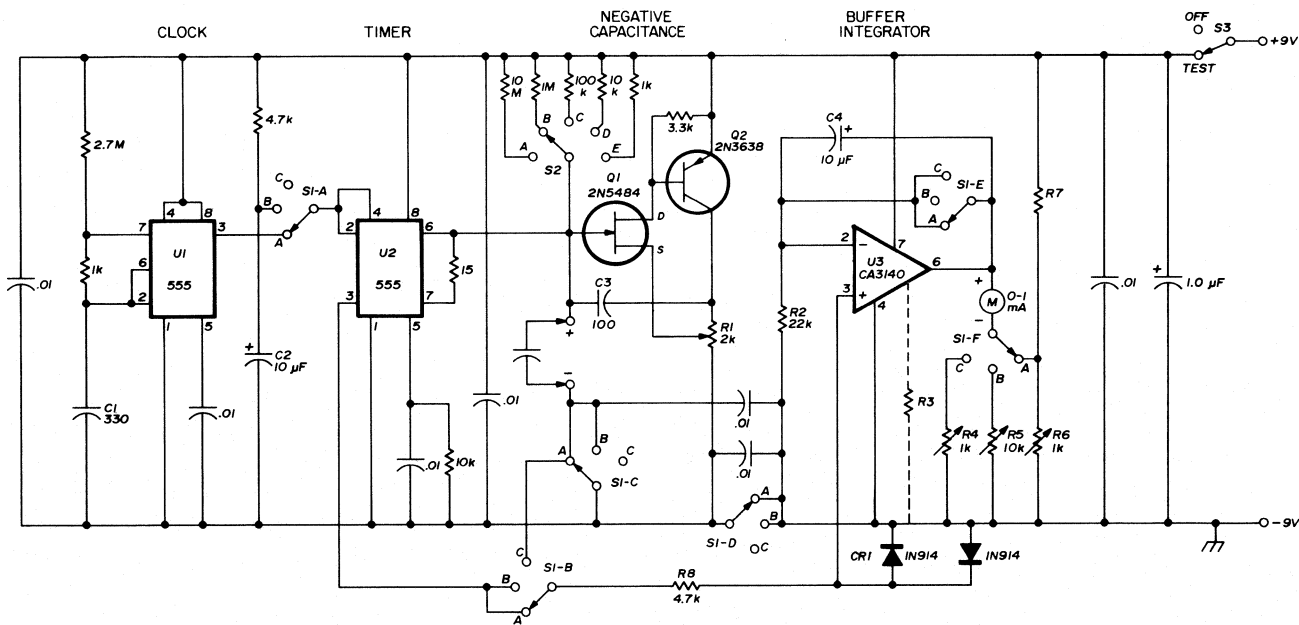 CLOCK
TIMER
NEGATIVE
CAPACITANCE
BUFFER
INTEGRATOR
OFF
S3
+9V
TEST
2.7M
4.7k
10
M
1M
100
k
10
k
1k
3.3k
Q2
2N3638
C4
+
10 µF
C
B
A
S1-A
A
B
C
D
E
S2
Q1
2N5484
D
S
C
B
A
S1-E
R7
7
4
8
3
U1
555
6
2
1
5
1k
.01
4
8
2
6
U2
555
3
7
1
5
15
C3
100
+
−
R1
2k
R2
22k
2
−
7
U3
CA3140
6
3
+
4
+
M
0-1
mA
−
S1-F
C
B
A
.01
+
1.0 µF
+
C2
10 µF
C1
330
.01
.01
10k
.01
A
B
C
S1-C
.01
.01
R3
R4
1k
R5
10k
R6
1k
A
B
C
S1-D
−9V
C
B
A
S1-B
R8
4.7k
CR1
1N914
1N914